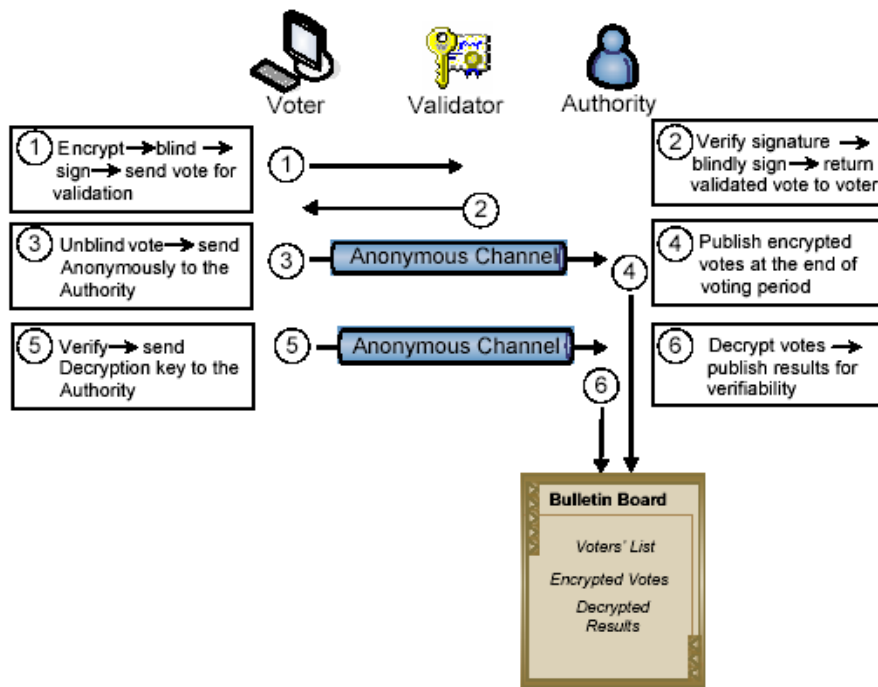 Voter
Validator
Authority
1 Encrypt→blind →
sign→ send vote for
validation
1
2 Verify signature →
blindly sign→ return
validated vote to voter
2
3 Unblind vote→ send
Anonymously to the
Authority
3 Anonymous Channel
4
4 Publish encrypted
votes at the end of
voting period
5 Verify→ send
Decryption key to the
Authority
5 Anonymous Channel
6
6 Decrypt votes →
publish results for
verifiability
Bulletin Board
Voters' List
Encrypted Votes
Decrypted
Results